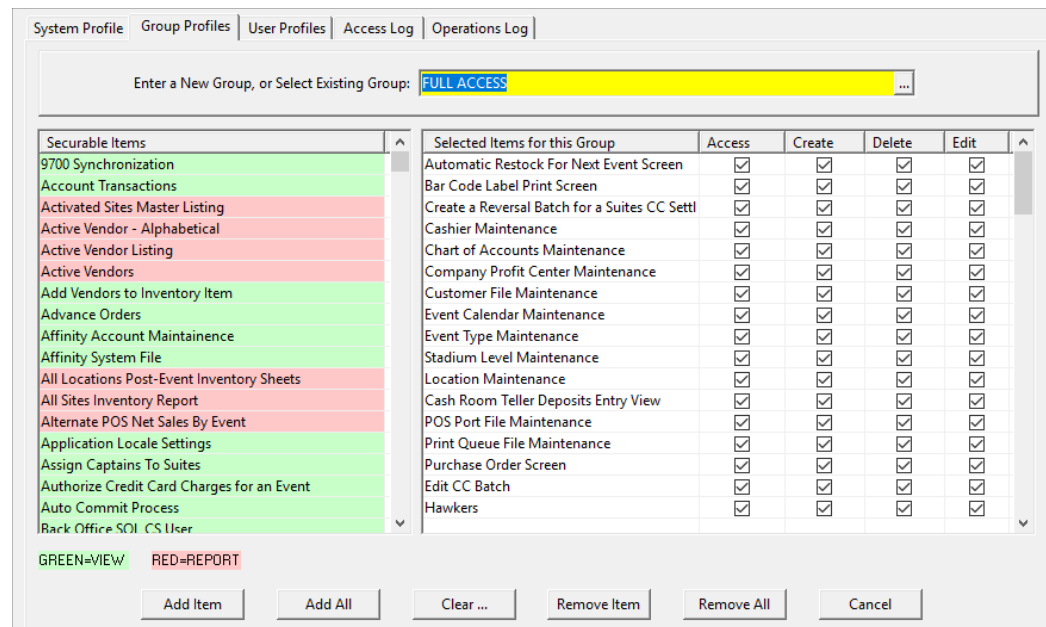 System Profile Group Profiles User Profiles Access Log Operations Log
Enter a New Group, or Select Existing Group: FULL ACCESS ...
Securable Items
9700 Synchronization
Account Transactions
Activated Sites Master Listing
Active Vendor - Alphabetical
Active Vendor Listing
Active Vendors
Add Vendors to Inventory Item
Advance Orders
Affinity Account Maintainence
Affinity System File
All Locations Post-Event Inventory Sheets
All Sites Inventory Report
Alternate POS Net Sales By Event
Application Locale Settings
Assign Captains To Suites
Authorize Credit Card Charges for an Event
Auto Commit Process
Back Office SQL CS User
Selected Items for this Group Access Create Delete Edit
Automatic Restock For Next Event Screen
Bar Code Label Print Screen
Create a Reversal Batch for a Suites CC Settl
Cashier Maintenance
Chart of Accounts Maintenance
Company Profit Center Maintenance
Customer File Maintenance
Event Calendar Maintenance
Event Type Maintenance
Stadium Level Maintenance
Location Maintenance
Cash Room Teller Deposits Entry View
POS Port File Maintenance
Print Queue File Maintenance
Purchase Order Screen
Edit CC Batch
Hawkers
GREEN=VIEW RED=REPORT
Add Item Add All Clear ... Remove Item Remove All Cancel